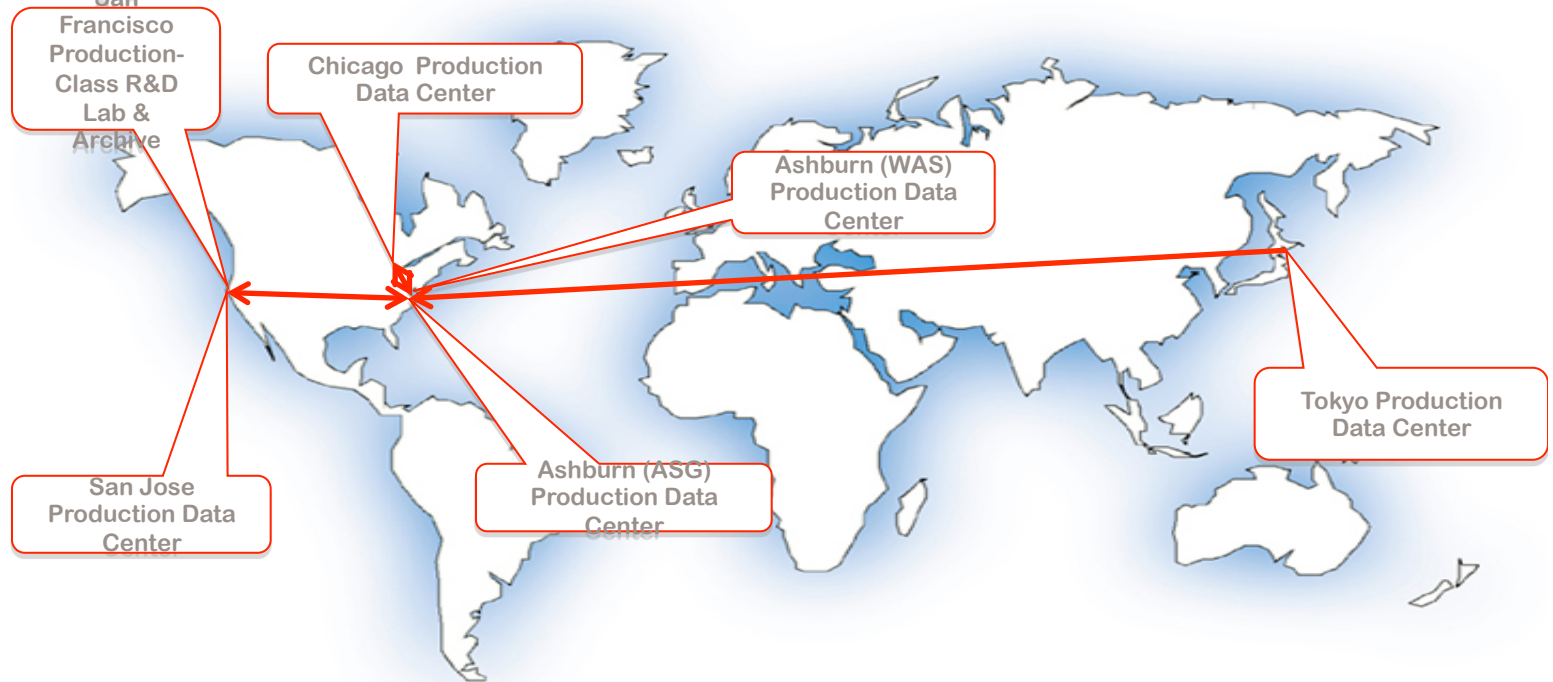 San
Francisco
Production-
Class R&D
Lab &
Archive
Chicago Production
Data Center
Ashburn (WAS)
Production Data
Center
Tokyo Production
Data Center
Ashburn (ASG)
Production Data
Center
San Jose
Production Data
Center